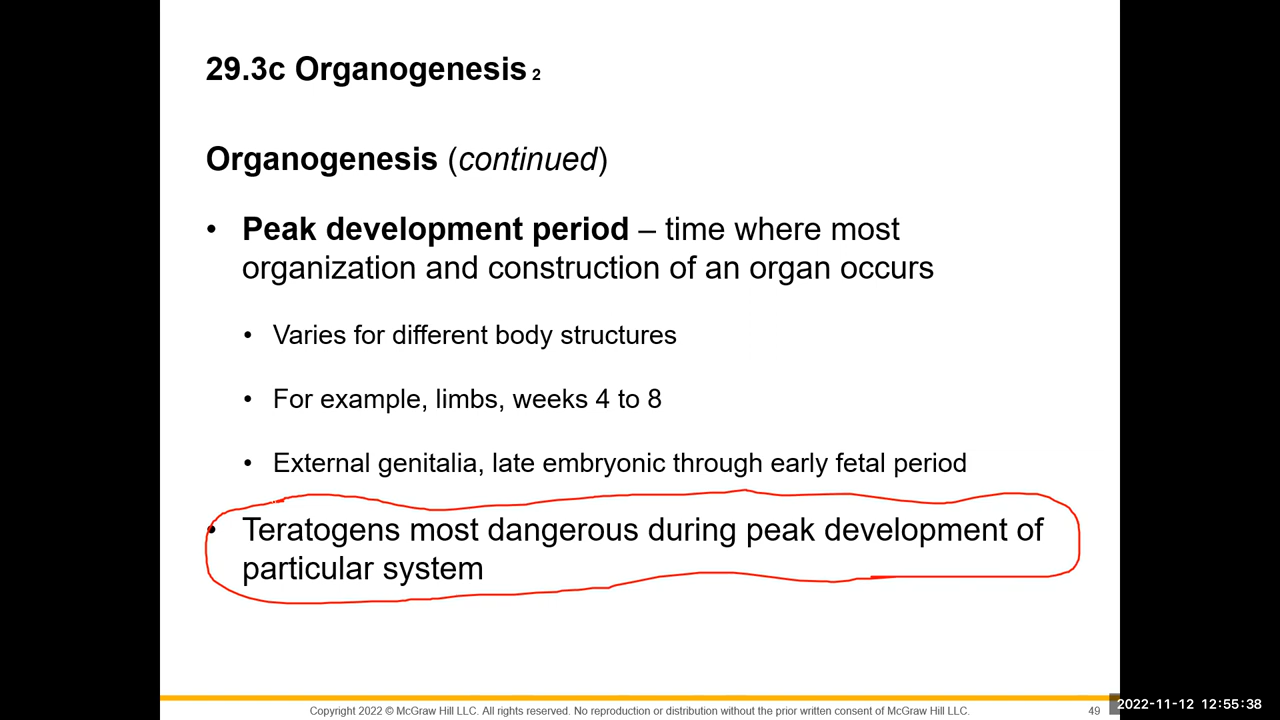 29.3c Organogenesis 2
Organogenesis (continued)
• Peak development period – time where most
organization and construction of an organ occurs
• Varies for different body structures
• For example, limbs, weeks 4 to 8
• External genitalia, late embryonic through early fetal period
• Teratogens most dangerous during peak development of
particular system
Copyright 2022 © McGraw Hill LLC. All rights reserved. No reproduction or distribution without the prior written consent of McGraw Hill LLC.
49
2022-11-12 12:55:38